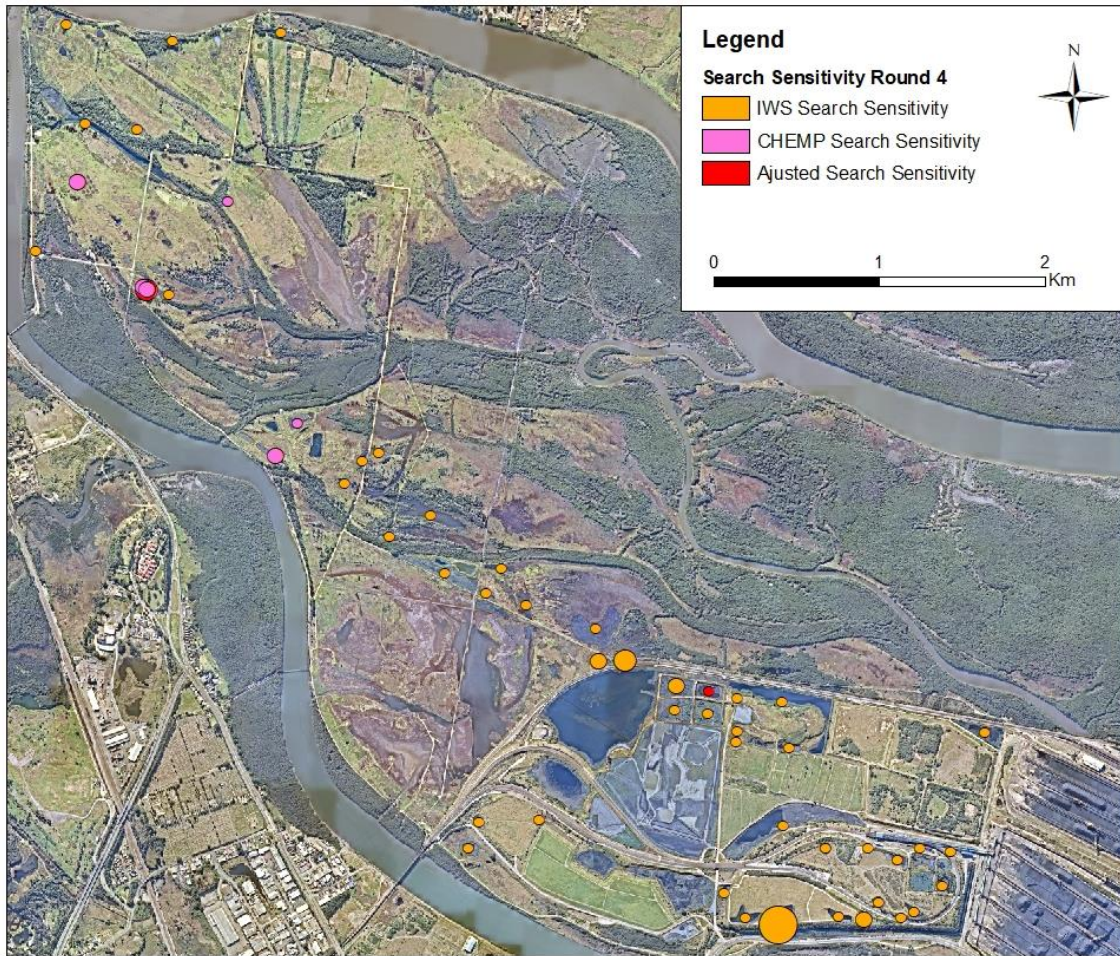 Legend
N
Search Sensitivity Round 4
IWS Search Sensitivity
CHEMP Search Sensitivity
Ajusted Search Sensitivity
0 1 2
Km